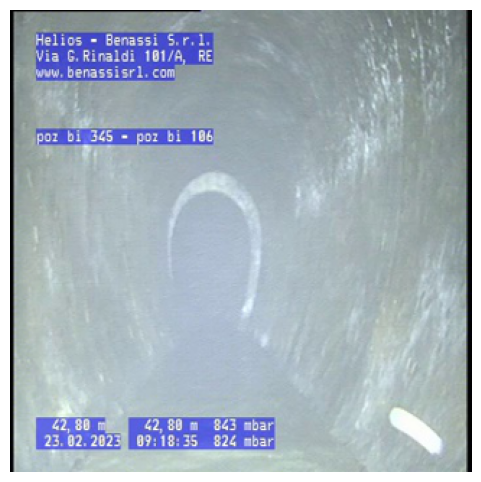 Helios - Benassi S.r.l.
Via G.Rinaldi 101/A, RE
www.benassisrl.com
poz bi 345 - poz bi 106
42,80 m 42,80 m 843 mbar
23.02.2023 09:18:35 824 mbar